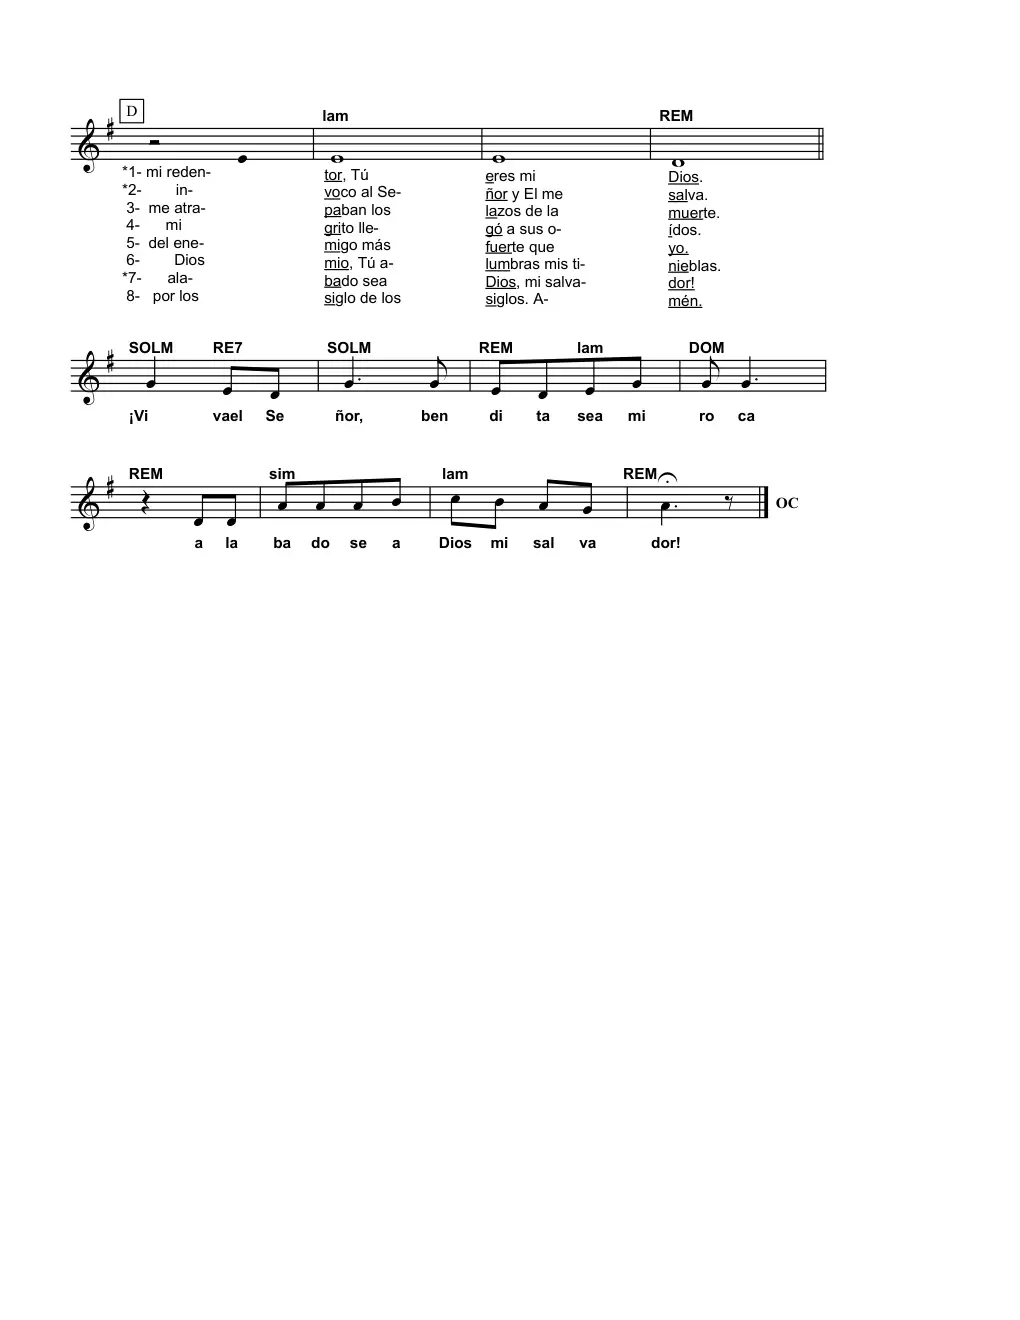 D
lam REM
*1- mi reden- tor, Tú eres mi Dios.
*2- in- voco al Se- ñor y El me salva.
3- me atra- paban los lazos de la muerte.
4- mi grito lle- gó a sus o- ídos.
5- del ene- migo más fuerte que yo.
6- Dios mio, Tú a- lumbras mis ti- nieblas.
*7- ala- bado sea Dios, mi salva- dor!
8- por los siglo de los siglos. A- mén.
SOLM RE7 SOLM REM lam DOM
¡Vi vael Se ñor, ben di ta sea mi ro ca
REM sim lam REM
OC
a la ba do se a Dios mi sal va dor!